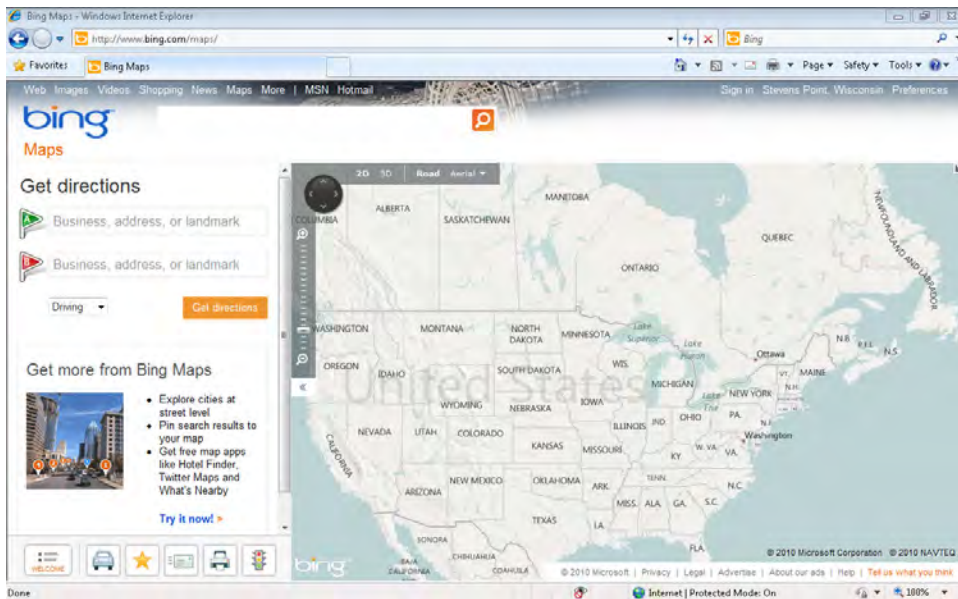 Bing Maps - Windows Internet Explorer
http://www.bing.com/maps/
Bing
Favorites
Bing Maps
Page
Safety
Tools
Web Images Videos Shopping News Maps More | MSN Hotmail
Sign in Stevens Point, Wisconsin Preferences
bing
Maps
Get directions
A
Business, address, or landmark
B
Business, address, or landmark
Driving
Get directions
Get more from Bing Maps
• Explore cities at
street level
• Pin search results to
your map
• Get free map apps
like Hotel Finder,
Twitter Maps and
What's Nearby
Try it now! »
WELCOME
2D 3D Road Aerial
COLUMBIA
ALBERTA
SASKATCHEWAN
MANITOBA
ONTARIO
QUEBEC
NEWFOUNDLAND AND LABRADOR
WASHINGTON
MONTANA
NORTH
DAKOTA
MINNESOTA
Lake
Superior
Lake
Huron
Ottawa
N.B.
P.E.I.
N.S.
OREGON
IDAHO
SOUTH DAKOTA
WIS.
MICHIGAN
VT.
MAINE
N.H.
United States
WYOMING
NEBRASKA
IOWA
Lake
Erie
NEW YORK
NEVADA
UTAH
COLORADO
ILLINOIS
IND.
OHIO
PA.
N.J.
Washington
CALIFORNIA
KANSAS
MISSOURI
KY
W. VA.
VA.
ARIZONA
NEW MEXICO
OKLAHOMA
ARK.
TENN.
N.C.
MISS.
ALA.
GA.
S.C.
TEXAS
LA.
FLA.
SONORA
CHIHUAHUA
BAJA
CALIFORNIA
COAHUILA
bing
© 2010 Microsoft Corporation © 2010 NAVTEQ
© 2010 Microsoft | Privacy | Legal | Advertise | About our ads | Help | Tell us what you think
Done
Internet | Protected Mode: On
100%